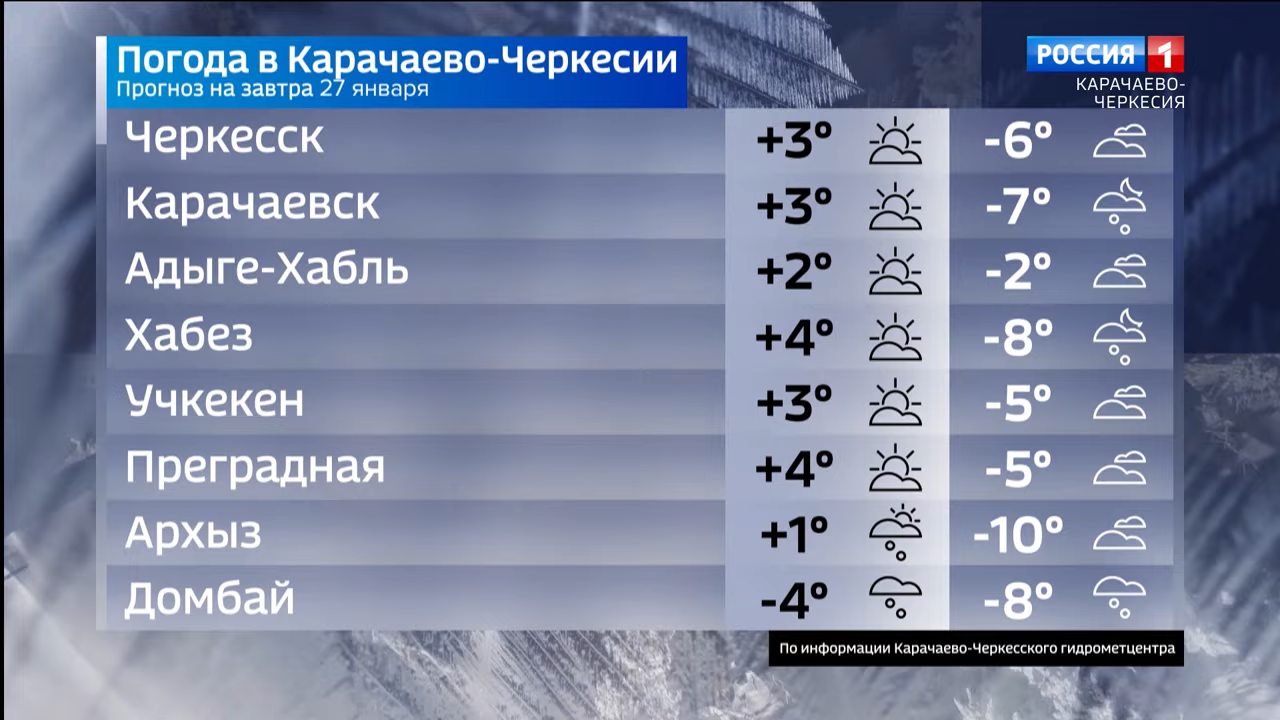 Погода в Карачаево-Черкесии
Прогноз на завтра 27 января
РОССИЯ 1
КАРАЧАЕВО-
ЧЕРКЕСИЯ
Черкесск +3° -6°
Карачаевск +3° -7°
Адыге-Хабль +2° -2°
Хабез +4° -8°
Учкекен +3° -5°
Преградная +4° -5°
Архыз +1° -10°
Домбай -4° -8°
По информации Карачаево-Черкесского гидрометцентра